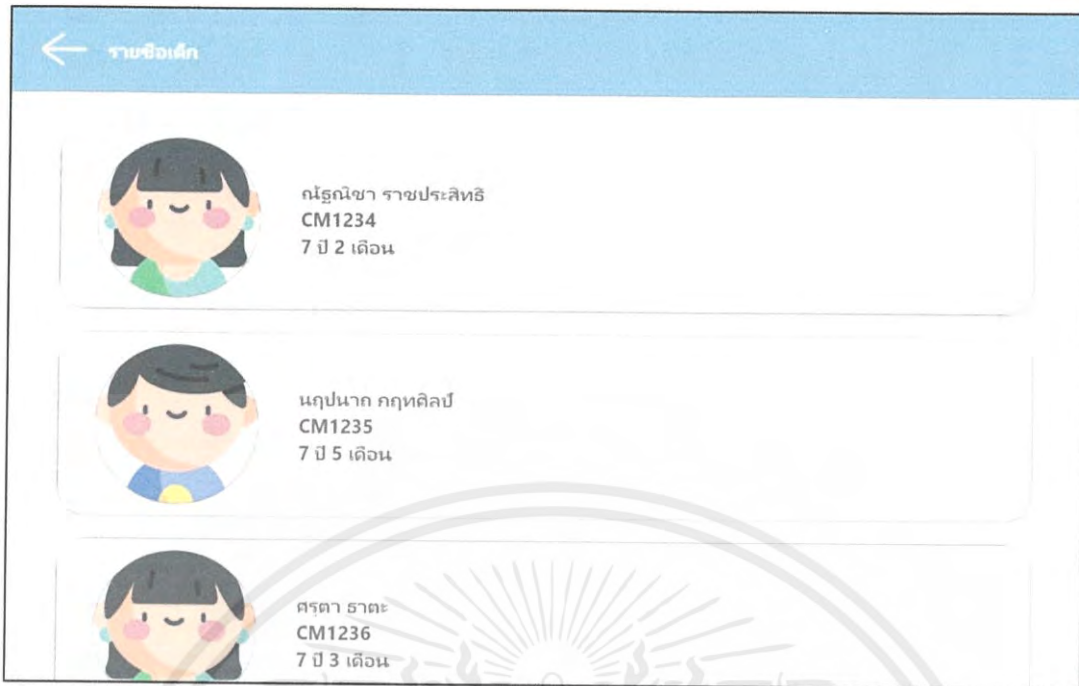 รายชื่อเด็ก
ณัฐณิชา ราชประสิทธิ
CM1234
7 ปี 2 เดือน
นฤปนาถ กฤทศิลป์
CM1235
7 ปี 5 เดือน
ศรุตา ธาตะ
CM1236
7 ปี 3 เดือน